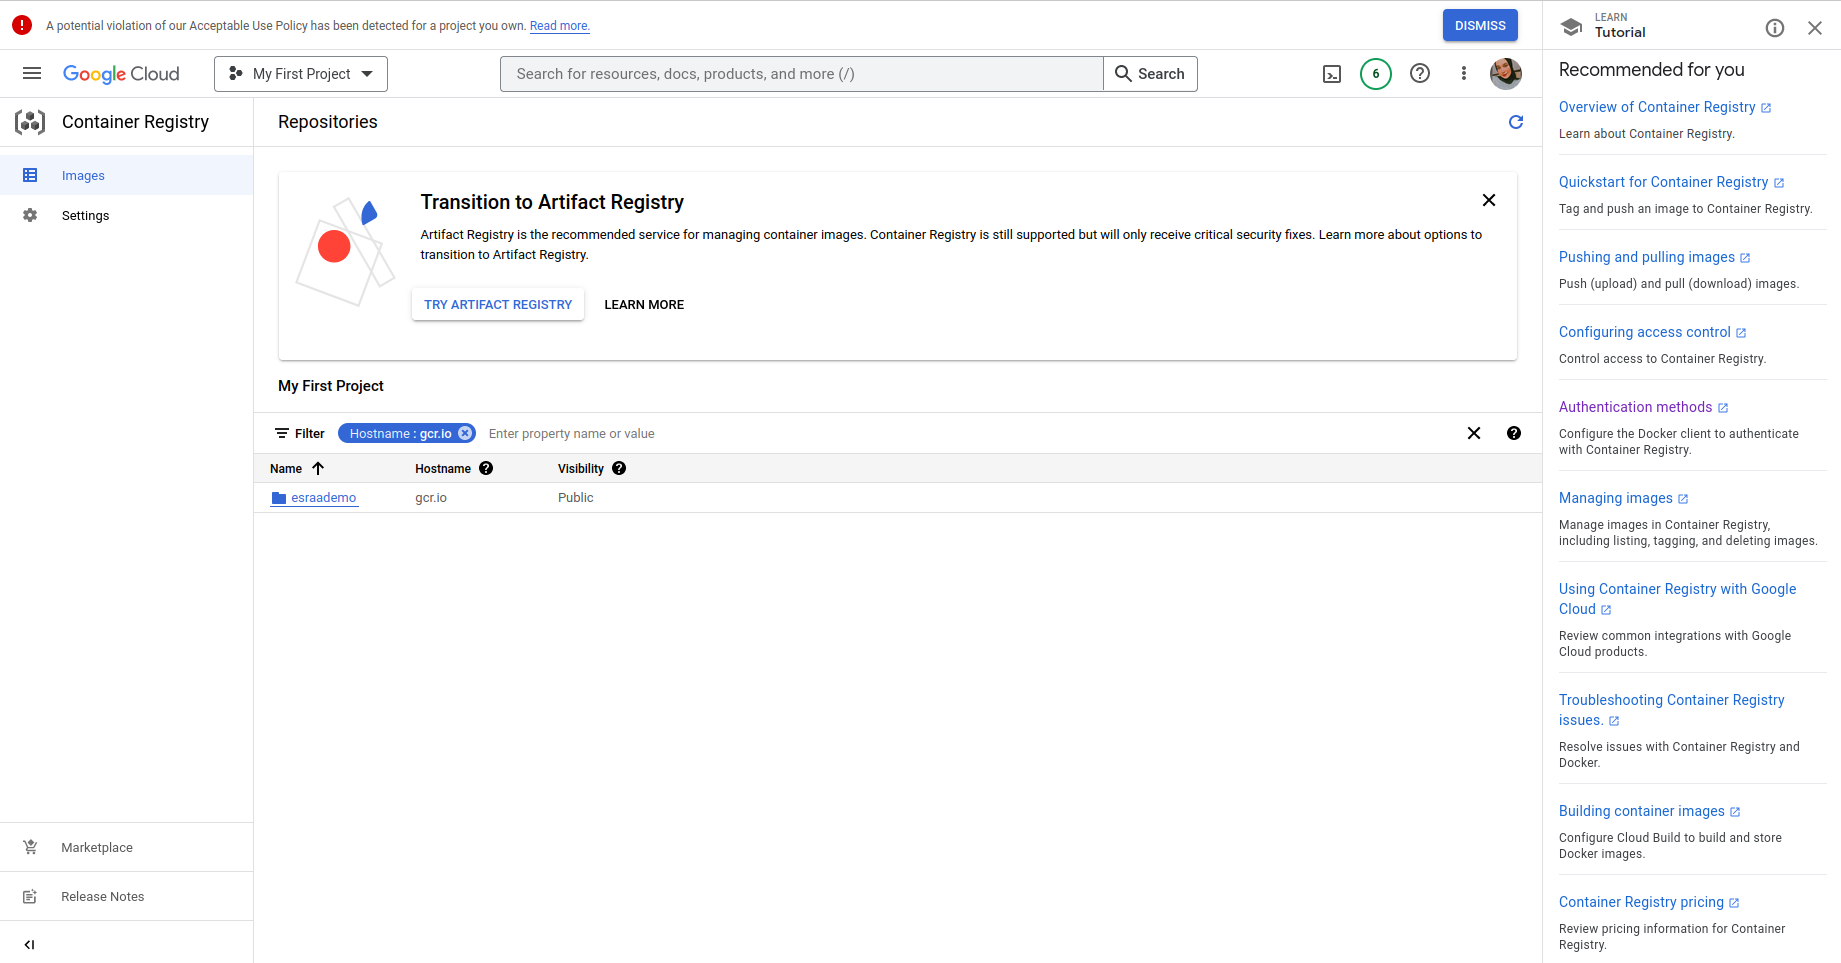 A potential violation of our Acceptable Use Policy has been detected for a project you own. Read more.
DISMISS
Google Cloud
My First Project
Search for resources, docs, products, and more (/)
Search
6
Container Registry
Images
Settings
Marketplace
Release Notes
Repositories
Transition to Artifact Registry
Artifact Registry is the recommended service for managing container images. Container Registry is still supported but will only receive critical security fixes. Learn more about options to
transition to Artifact Registry.
TRY ARTIFACT REGISTRY
LEARN MORE
My First Project
Filter
Hostname : gcr.io
Enter property name or value
Name
Hostname
Visibility
esraademo
gcr.io
Public
LEARN
Tutorial
Recommended for you
Overview of Container Registry
Learn about Container Registry.
Quickstart for Container Registry
Tag and push an image to Container Registry.
Pushing and pulling images
Push (upload) and pull (download) images.
Configuring access control
Control access to Container Registry.
Authentication methods
Configure the Docker client to authenticate
with Container Registry.
Managing images
Manage images in Container Registry,
including listing, tagging, and deleting images.
Using Container Registry with Google
Cloud
Review common integrations with Google
Cloud products.
Troubleshooting Container Registry
issues.
Resolve issues with Container Registry and
Docker.
Building container images
Configure Cloud Build to build and store
Docker images.
Container Registry pricing
Review pricing information for Container
Registry.